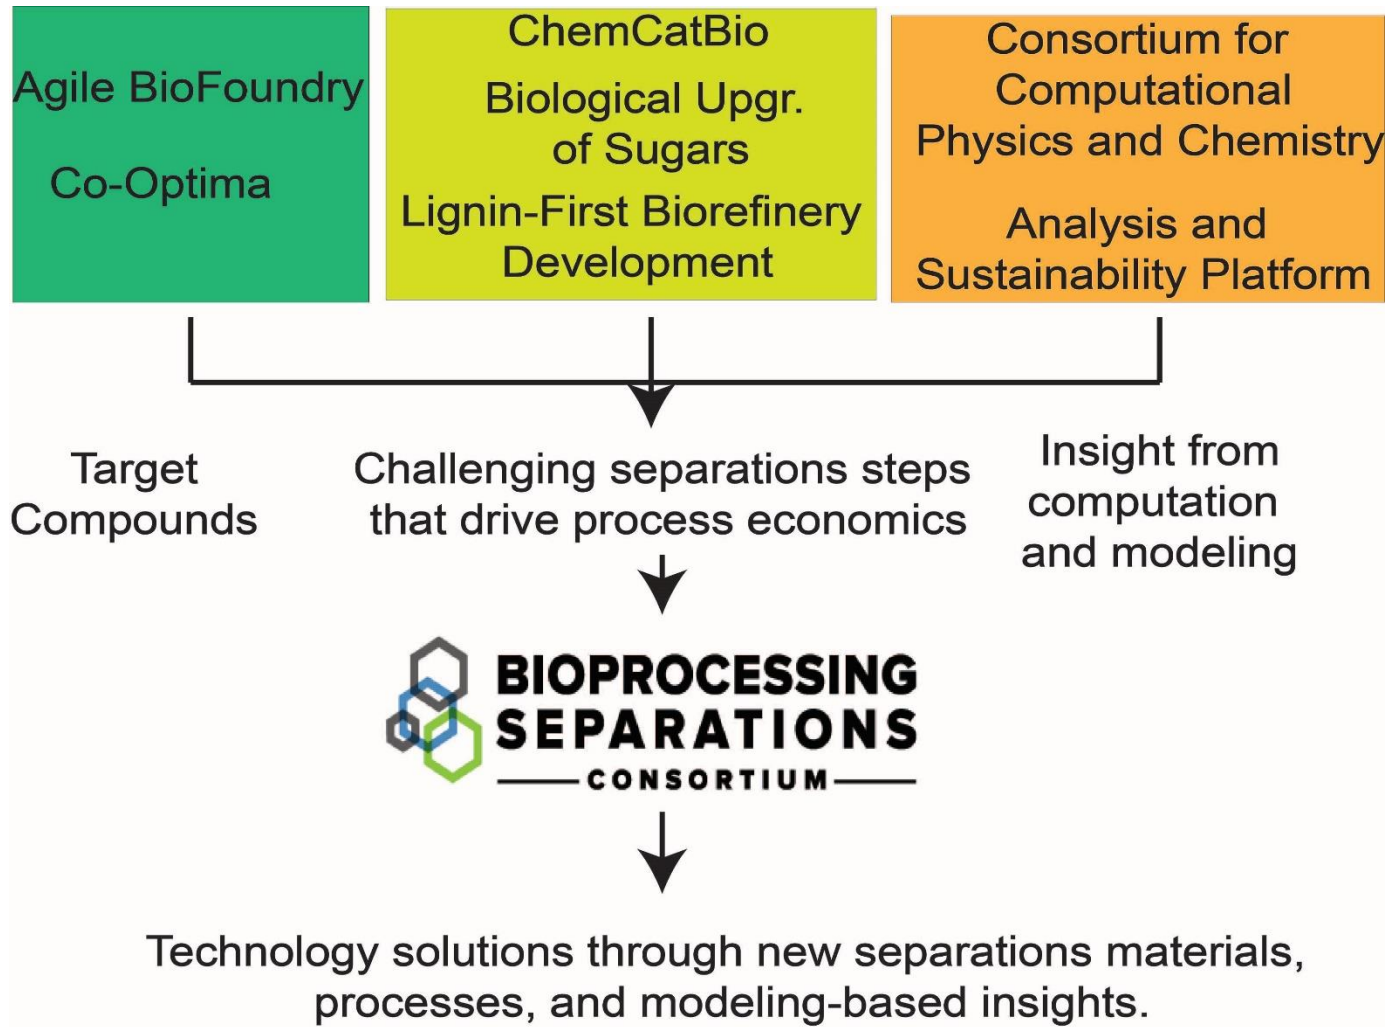 Agile BioFoundry
Co-Optima
ChemCatBio
Biological Upgr.
of Sugars
Lignin-First Biorefinery
Development
Consortium for
Computational
Physics and Chemistry
Analysis and
Sustainability Platform
Target
Compounds
Challenging separations steps
that drive process economics
Insight from
computation
and modeling
BIOPROCESSING
SEPARATIONS
CONSORTIUM
Technology solutions through new separations materials,
processes, and modeling-based insights.